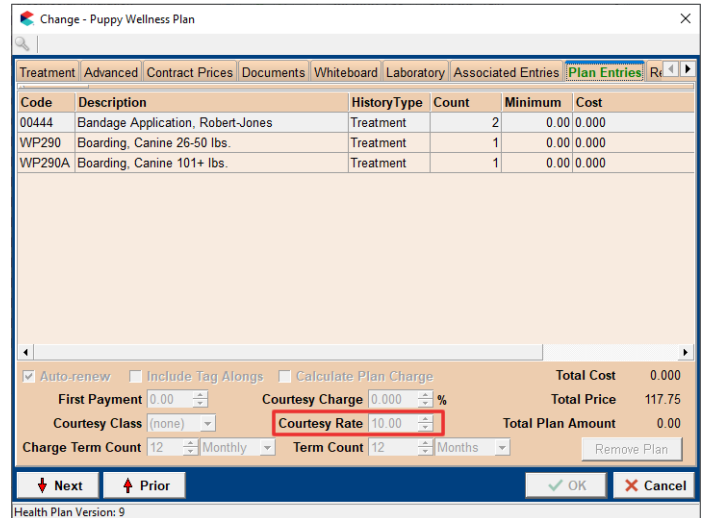 Change - Puppy Wellness Plan
Treatment Advanced Contract Prices Documents Whiteboard Laboratory Associated Entries Plan Entries Re
Code Description HistoryType Count Minimum Cost
00444 Bandage Application, Robert-Jones Treatment 2 0.00 0.000
WP290 Boarding, Canine 26-50 lbs. Treatment 1 0.00 0.000
WP290A Boarding, Canine 101+ lbs. Treatment 1 0.00 0.000
Auto-renew Include Tag Alongs Calculate Plan Charge Total Cost 0.000
First Payment 0.00 Courtesy Charge 0.000 % Total Price 117.75
Courtesy Class (none) Courtesy Rate 10.00 Total Plan Amount 0.00
Charge Term Count 12 Monthly Term Count 12 Months Remove Plan
Next Prior OK Cancel
Health Plan Version: 9